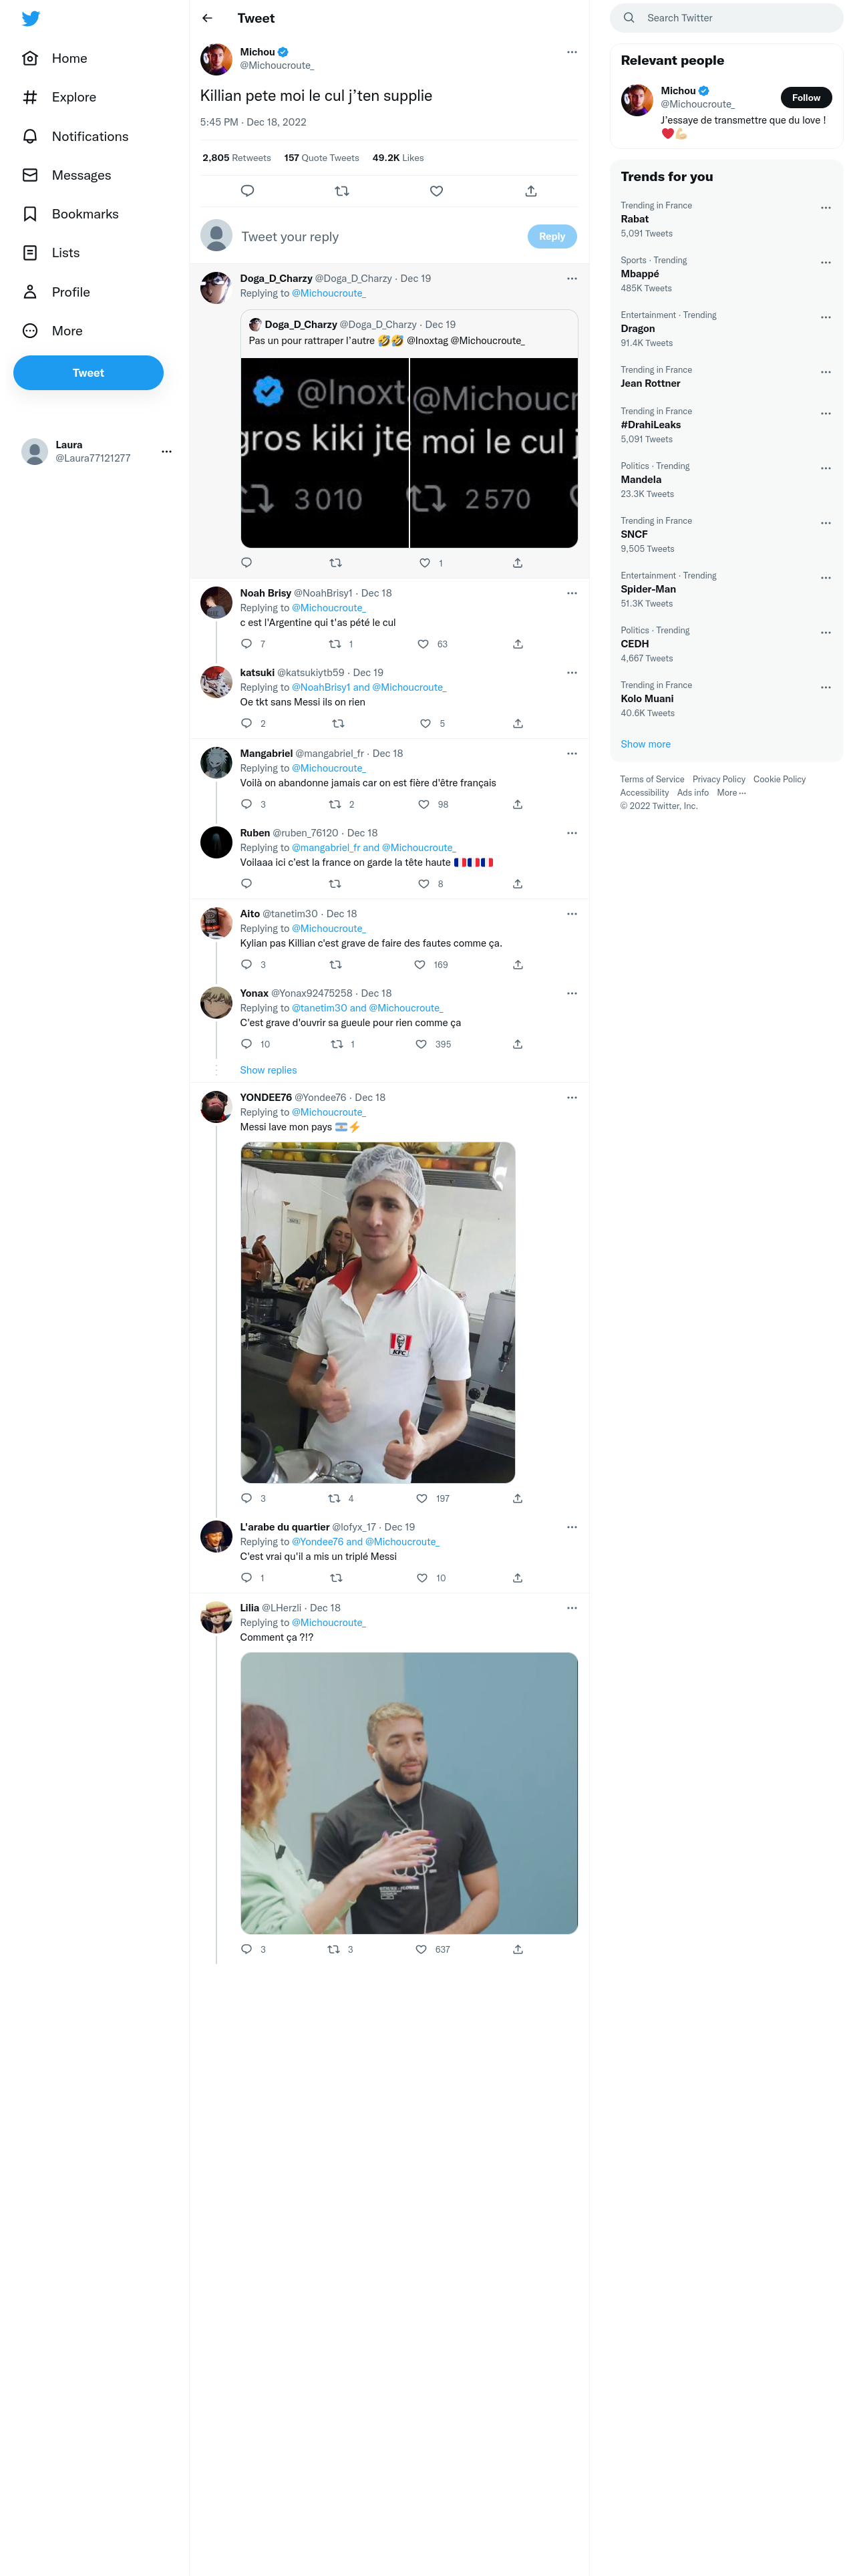 Home
Explore
Notifications
Messages
Bookmarks
Lists
Profile
More
Tweet
Laura
@Laura77121277
Tweet
Michou
@Michoucroute_
Killian pete moi le cul j’ten supplie
5:45 PM · Dec 18, 2022
2,805 Retweets 157 Quote Tweets 49.2K Likes
Tweet your reply
Reply
Doga_D_Charzy @Doga_D_Charzy · Dec 19
Replying to @Michoucroute_
Doga_D_Charzy @Doga_D_Charzy · Dec 19
Pas un pour rattraper l’autre 🤣🤣 @Inoxtag @Michoucroute_
@Inoxt
gros kiki jte
3 010
@Michoucr
moi le cul j
2 570
1
Noah Brisy @NoahBrisy1 · Dec 18
Replying to @Michoucroute_
c est l'Argentine qui t'as pété le cul
7 1 63
katsuki @katsukiytb59 · Dec 19
Replying to @NoahBrisy1 and @Michoucroute_
Oe tkt sans Messi ils on rien
2 5
Mangabriel @mangabriel_fr · Dec 18
Replying to @Michoucroute_
Voilà on abandonne jamais car on est fière d'être français
3 2 98
Ruben @ruben_76120 · Dec 18
Replying to @mangabriel_fr and @Michoucroute_
Voilaaa ici c'est la france on garde la tête haute 🇫🇷🇫🇷🇫🇷
8
Aito @tanetim30 · Dec 18
Replying to @Michoucroute_
Kylian pas Killian c'est grave de faire des fautes comme ça.
3 169
Yonax @Yonax92475258 · Dec 18
Replying to @tanetim30 and @Michoucroute_
C'est grave d'ouvrir sa gueule pour rien comme ça
10 1 395
Show replies
YONDEE76 @Yondee76 · Dec 18
Replying to @Michoucroute_
Messi lave mon pays 🇦🇷⚡
KFC
3 4 197
L'arabe du quartier @lofyx_17 · Dec 19
Replying to @Yondee76 and @Michoucroute_
C'est vrai qu'il a mis un triplé Messi
1 10
Lilia @LHerzli · Dec 18
Replying to @Michoucroute_
Comment ça ?!?
3 3 637
Search Twitter
Relevant people
Michou
@Michoucroute_
Follow
J’essaye de transmettre que du love !
❤️💪🏻
Trends for you
Trending in France
Rabat
5,091 Tweets
Sports · Trending
Mbappé
485K Tweets
Entertainment · Trending
Dragon
91.4K Tweets
Trending in France
Jean Rottner
Trending in France
#DrahiLeaks
5,091 Tweets
Politics · Trending
Mandela
23.3K Tweets
Trending in France
SNCF
9,505 Tweets
Entertainment · Trending
Spider-Man
51.3K Tweets
Politics · Trending
CEDH
4,667 Tweets
Trending in France
Kolo Muani
40.6K Tweets
Show more
Terms of Service Privacy Policy Cookie Policy
Accessibility Ads info More ···
© 2022 Twitter, Inc.